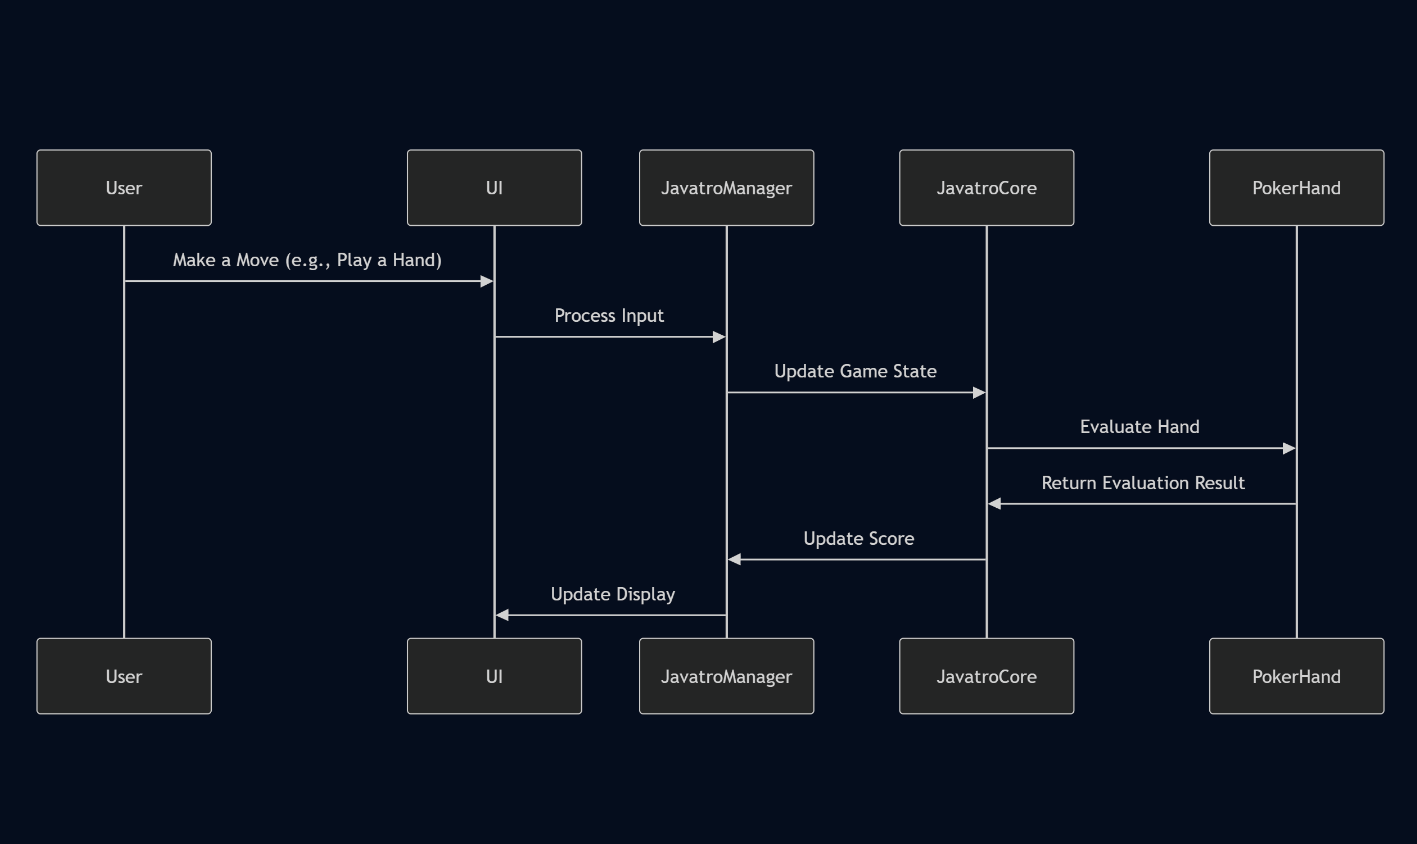 User
UI
JavatroManager
JavatroCore
PokerHand
Make a Move (e.g., Play a Hand)
Process Input
Update Game State
Evaluate Hand
Return Evaluation Result
Update Score
Update Display
User
UI
JavatroManager
JavatroCore
PokerHand